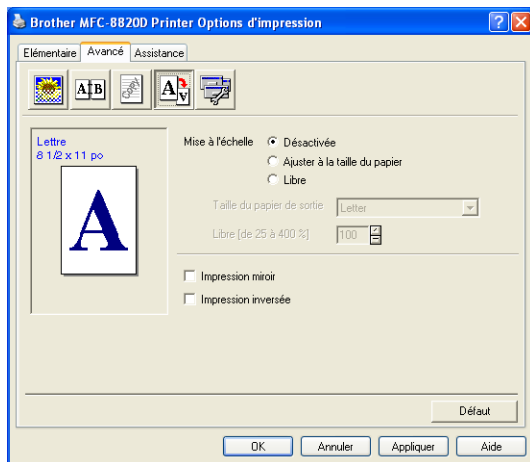 Brother MFC-8820D Printer Options d'impression
Elémentaire Avancé Assistance
Lettre
8 1/2 x 11 po
A
Mise à l'échelle Désactivée
Ajuster à la taille du papier
Libre
Taille du papier de sortie Letter
Libre [de 25 à 400 %] 100
Impression miroir
Impression inversée
Défaut
OK Annuler Appliquer Aide